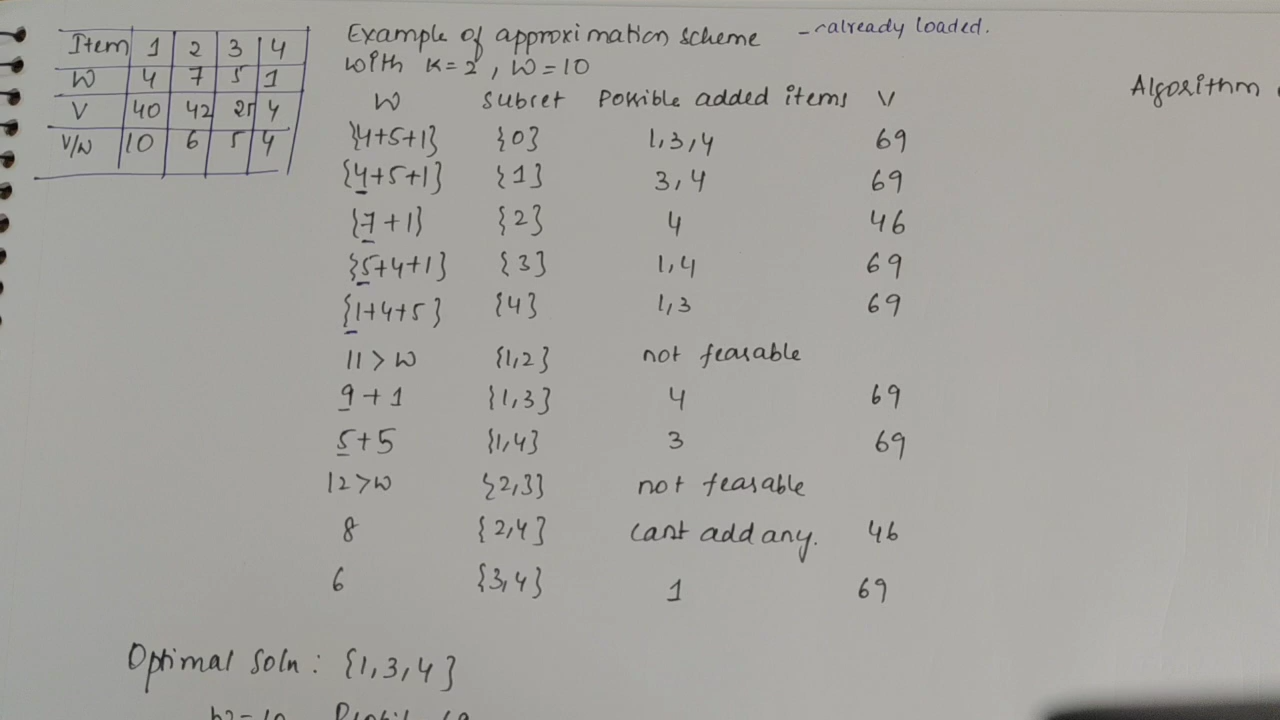 Item 1 2 3 4
W 4 7 5 1
V 40 42 25 4
V/W 10 6 5 4
Example of approximation scheme - already loaded.
with k=2, W=10
W subset Possible added items V
{4+5+1} {0} 1,3,4 69
{4+5+1} {1} 3,4 69
{7+1} {2} 4 46
{5+4+1} {3} 1,4 69
{1+4+5} {4} 1,3 69
11>W {1,2} not feasable
9+1 {1,3} 4 69
5+5 {1,4} 3 69
12>W {2,3} not feasable
8 {2,4} cant add any. 46
6 {3,4} 1 69
Optimal soln: {1,3,4}
Algorithm